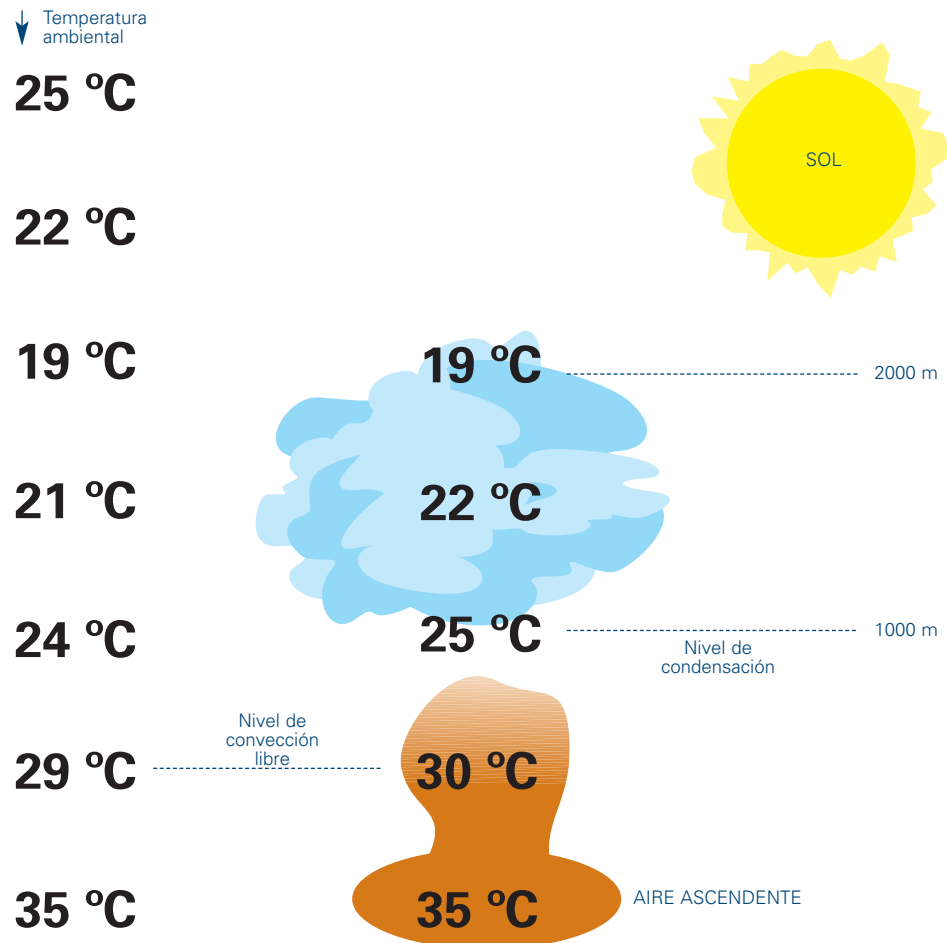 Temperatura
ambiental
25 ºC
SOL
22 ºC
19 ºC
19 ºC
2000 m
21 ºC
22 ºC
24 ºC
25 ºC
1000 m
Nivel de
condensación
Nivel de
convección
libre
29 ºC
30 ºC
35 ºC
35 ºC
AIRE ASCENDENTE